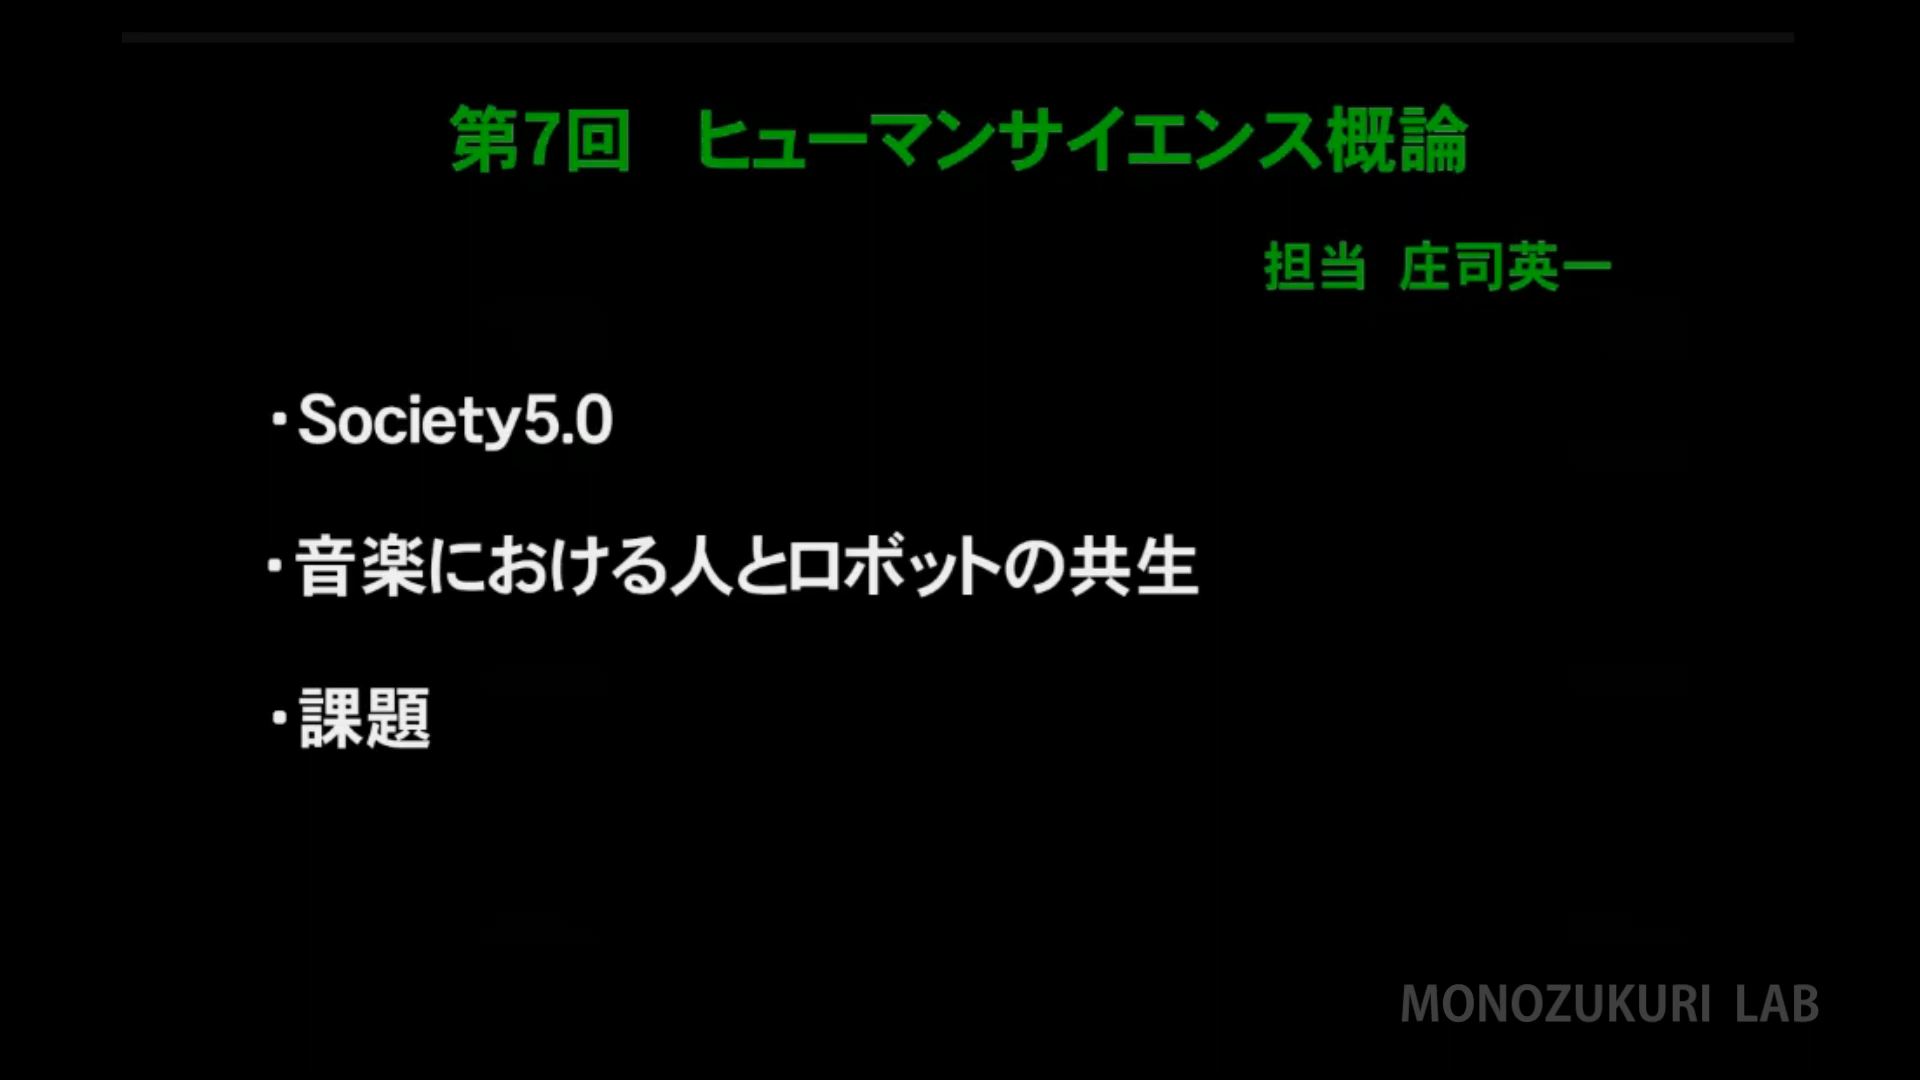 第7回　ヒューマンサイエンス概論
担当 庄司英一
・Society5.0
・音楽における人とロボットの共生
・課題
MONOZUKURI LAB